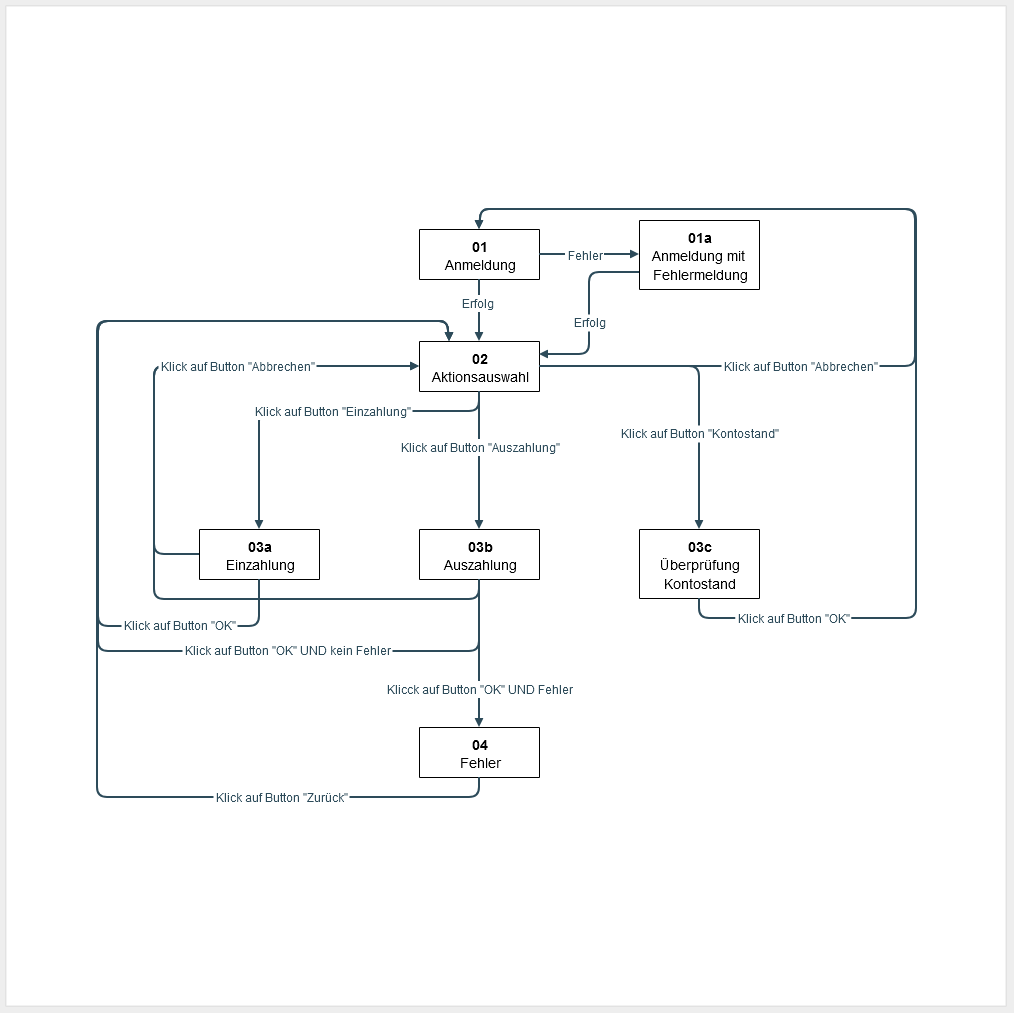 01
Anmeldung
Fehler
01a
Anmeldung mit
Fehlermeldung
Erfolg
Erfolg
02
Aktionsauswahl
Klick auf Button "Abbrechen"
Klick auf Button "Abbrechen"
Klick auf Button "Einzahlung"
Klick auf Button "Auszahlung"
Klick auf Button "Kontostand"
03a
Einzahlung
03b
Auszahlung
03c
Überprüfung
Kontostand
Klick auf Button "OK"
Klick auf Button "OK"
Klick auf Button "OK" UND kein Fehler
Klicck auf Button "OK" UND Fehler
04
Fehler
Klick auf Button "Zurück"